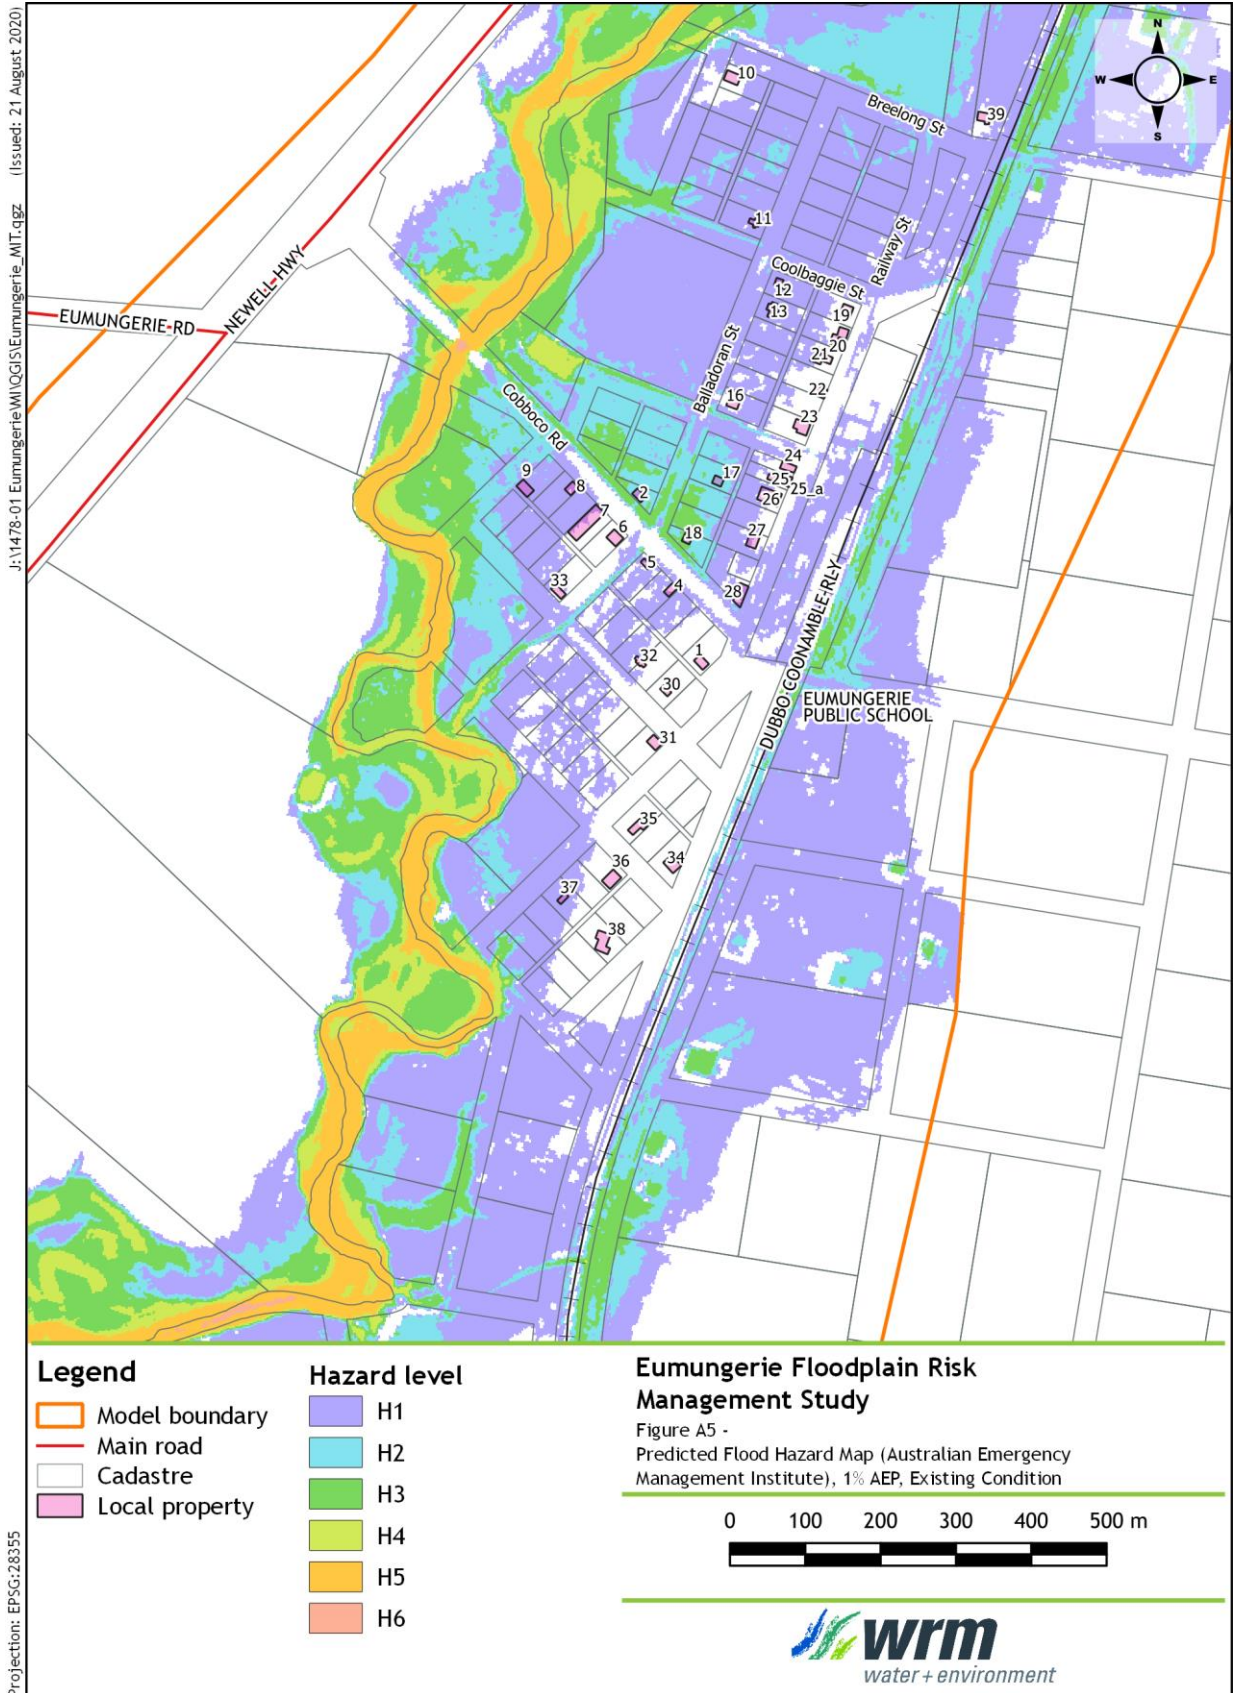 J:\1478-01 Eumungerie\WMI\QGIS\Eumungerie_MIT.qgz (Issued: 21 August 2020)
Projection: EPSG:28355
N
W
E
S
10
Breelong St
39
11
Railway St
Coolbaggie St
NEWELL HWY
EUMUNGERIE RD
12
13
19
20
21
Balladoran St
22
16
23
Cobboco Rd
24
9
8
17
25
25_a
2
26
7
6
18
27
5
33
4
28
DUBBO-COONAMBLE RLY
32
1
30
EUMUNGERIE
PUBLIC SCHOOL
31
35
36
34
37
38
Legend
Model boundary
Main road
Cadastre
Local property
Hazard level
H1
H2
H3
H4
H5
H6
Eumungerie Floodplain Risk
Management Study
Figure A5 -
Predicted Flood Hazard Map (Australian Emergency
Management Institute), 1% AEP, Existing Condition
0 100 200 300 400 500 m
wrm
water + environment